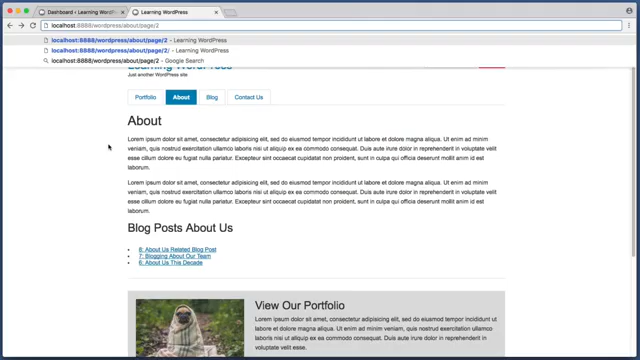 Dashboard ‹ Learning WordPr
Learning WordPress
localhost:8888/wordpress/about/page/2
localhost:8888/wordpress/about/page/2 - Learning WordPress
localhost:8888/wordpress/about/page/2/ - Learning WordPress
localhost:8888/wordpress/about/page/2 - Google Search
Learning WordPress
Just another WordPress site
Portfolio
About
Blog
Contact Us
About
Lorem ipsum dolor sit amet, consectetur adipisicing elit, sed do eiusmod tempor incididunt ut labore et dolore magna aliqua. Ut enim ad minim
veniam, quis nostrud exercitation ullamco laboris nisi ut aliquip ex ea commodo consequat. Duis aute irure dolor in reprehenderit in voluptate velit
esse cillum dolore eu fugiat nulla pariatur. Excepteur sint occaecat cupidatat non proident, sunt in culpa qui officia deserunt mollit anim id est
laborum.
Lorem ipsum dolor sit amet, consectetur adipisicing elit, sed do eiusmod tempor incididunt ut labore et dolore magna aliqua. Ut enim ad minim
veniam, quis nostrud exercitation ullamco laboris nisi ut aliquip ex ea commodo consequat. Duis aute irure dolor in reprehenderit in voluptate velit
esse cillum dolore eu fugiat nulla pariatur. Excepteur sint occaecat cupidatat non proident, sunt in culpa qui officia deserunt mollit anim id est
laborum.
Blog Posts About Us
8: About Us Related Blog Post
7: Blogging About Our Team
6: About Us This Decade
View Our Portfolio
Lorem ipsum dolor sit amet, consectetur adipisicing elit, sed do eiusmod
tempor incididunt ut labore et dolore magna aliqua. Ut enim ad minim
veniam, quis nostrud exercitation ullamco laboris nisi ut aliquip ex ea
commodo consequat. Duis aute irure dolor in reprehenderit in voluptate
velit esse.